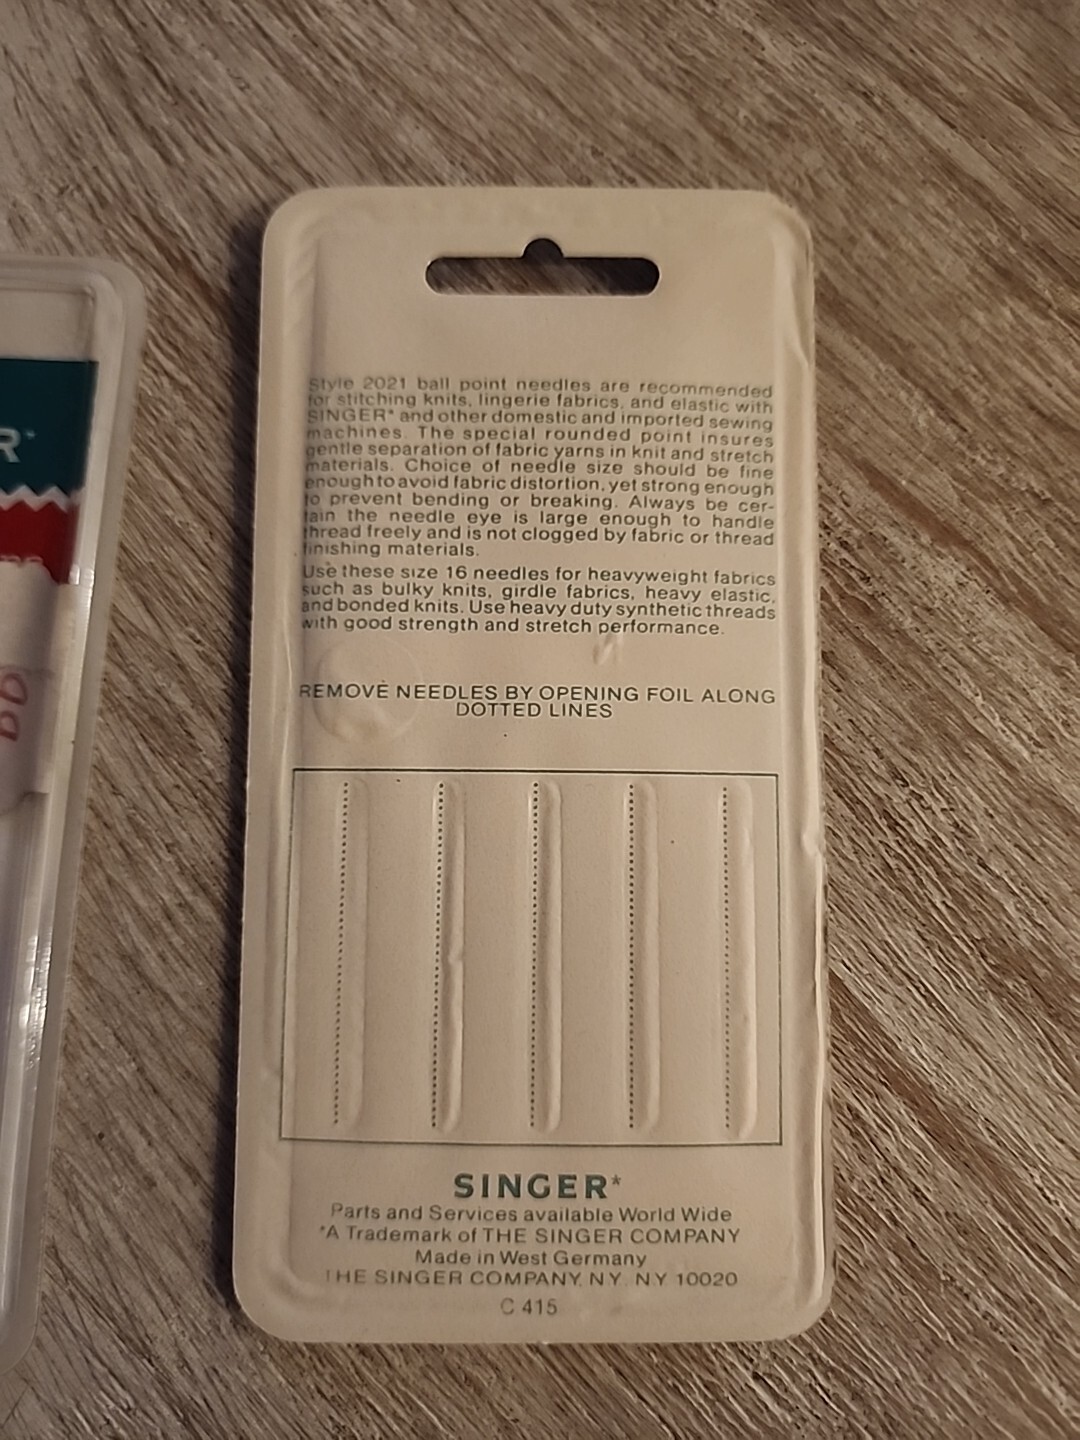 Style 2021 ball point needles are recommended
for stitching knits, lingerie fabrics, and elastic with
SINGER* and other domestic and imported sewing
machines. The special rounded point insures
gentle separation of fabric yarns in knit and stretch
materials. Choice of needle size should be fine
enough to avoid fabric distortion, yet strong enough
to prevent bending or breaking. Always be cer-
tain the needle eye is large enough to handle
thread freely and is not clogged by fabric or thread
finishing materials.
Use these size 16 needles for heavyweight fabrics
such as bulky knits, girdle fabrics, heavy elastic,
and bonded knits. Use heavy duty synthetic threads
with good strength and stretch performance.
REMOVE NEEDLES BY OPENING FOIL ALONG
DOTTED LINES
SINGER*
Parts and Services available World Wide
*A Trademark of THE SINGER COMPANY
Made in West Germany
THE SINGER COMPANY, NY. NY 10020
C 415